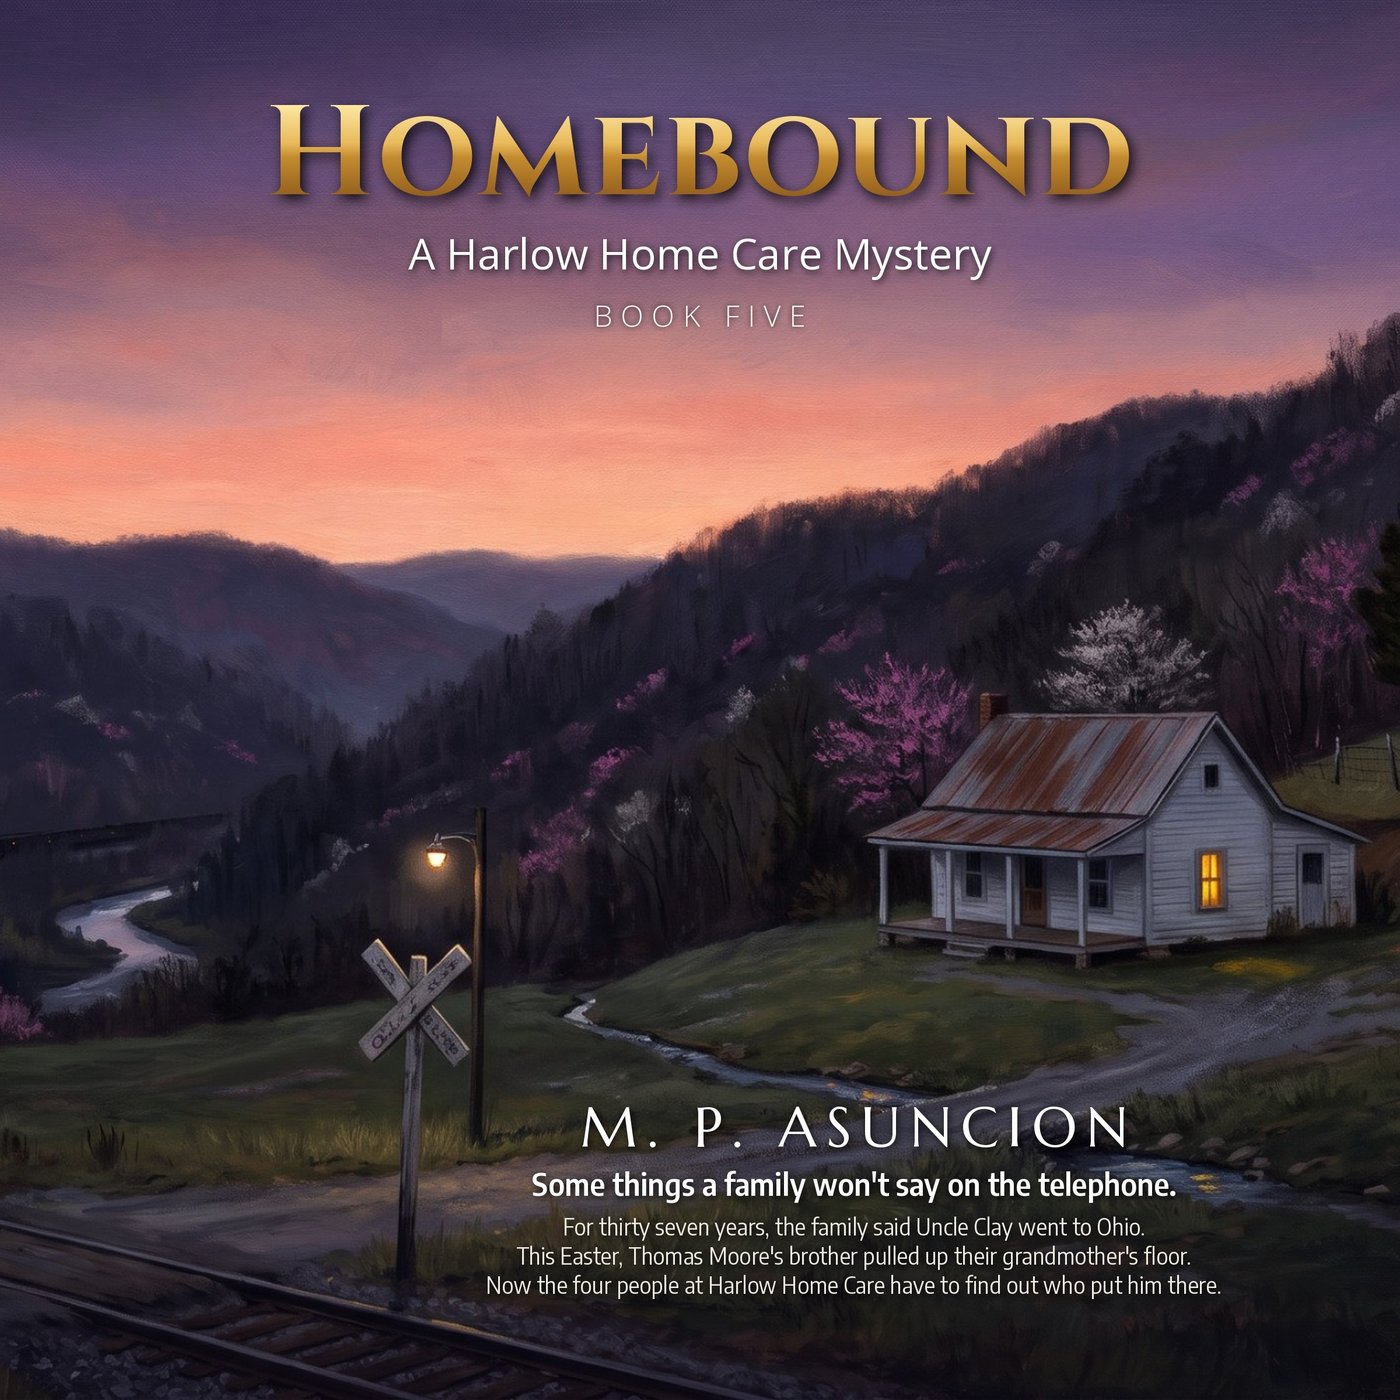 HOMEBOUND
A Harlow Home Care Mystery
BOOK FIVE
M. P. ASUNCION
Some things a family won't say on the telephone.
For thirty seven years, the family said Uncle Clay went to Ohio.
This Easter, Thomas Moore's brother pulled up their grandmother's floor.
Now the four people at Harlow Home Care have to find out who put him there.